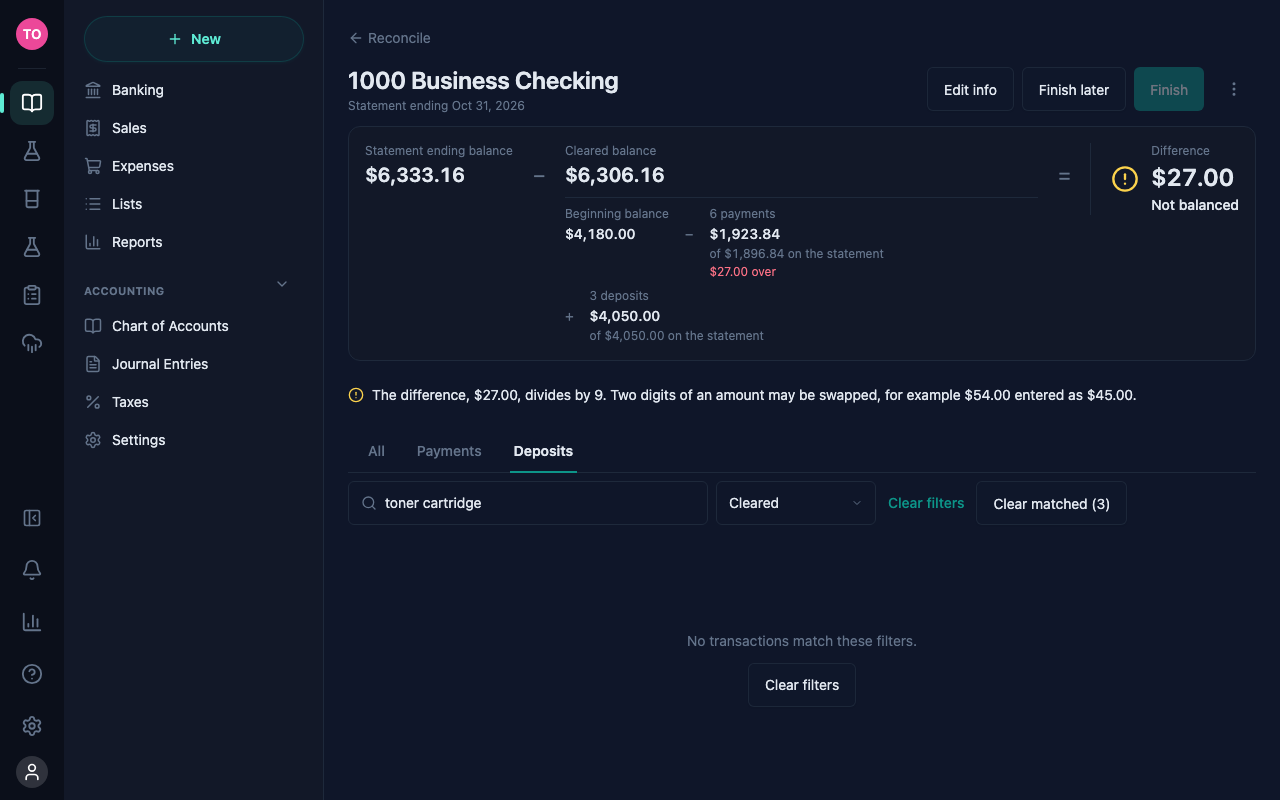 TO
New
Banking
Sales
Expenses
Lists
Reports
ACCOUNTING
Chart of Accounts
Journal Entries
Taxes
Settings
Reconcile
1000 Business Checking
Statement ending Oct 31, 2026
Edit info
Finish later
Finish
Statement ending balance
$6,333.16
–
Cleared balance
$6,306.16
=
Difference
$27.00
Not balanced
Beginning balance
$4,180.00
–
6 payments
$1,923.84
of $1,896.84 on the statement
$27.00 over
+
3 deposits
$4,050.00
of $4,050.00 on the statement
The difference, $27.00, divides by 9. Two digits of an amount may be swapped, for example $54.00 entered as $45.00.
All
Payments
Deposits
toner cartridge
Cleared
Clear filters
Clear matched (3)
No transactions match these filters.
Clear filters